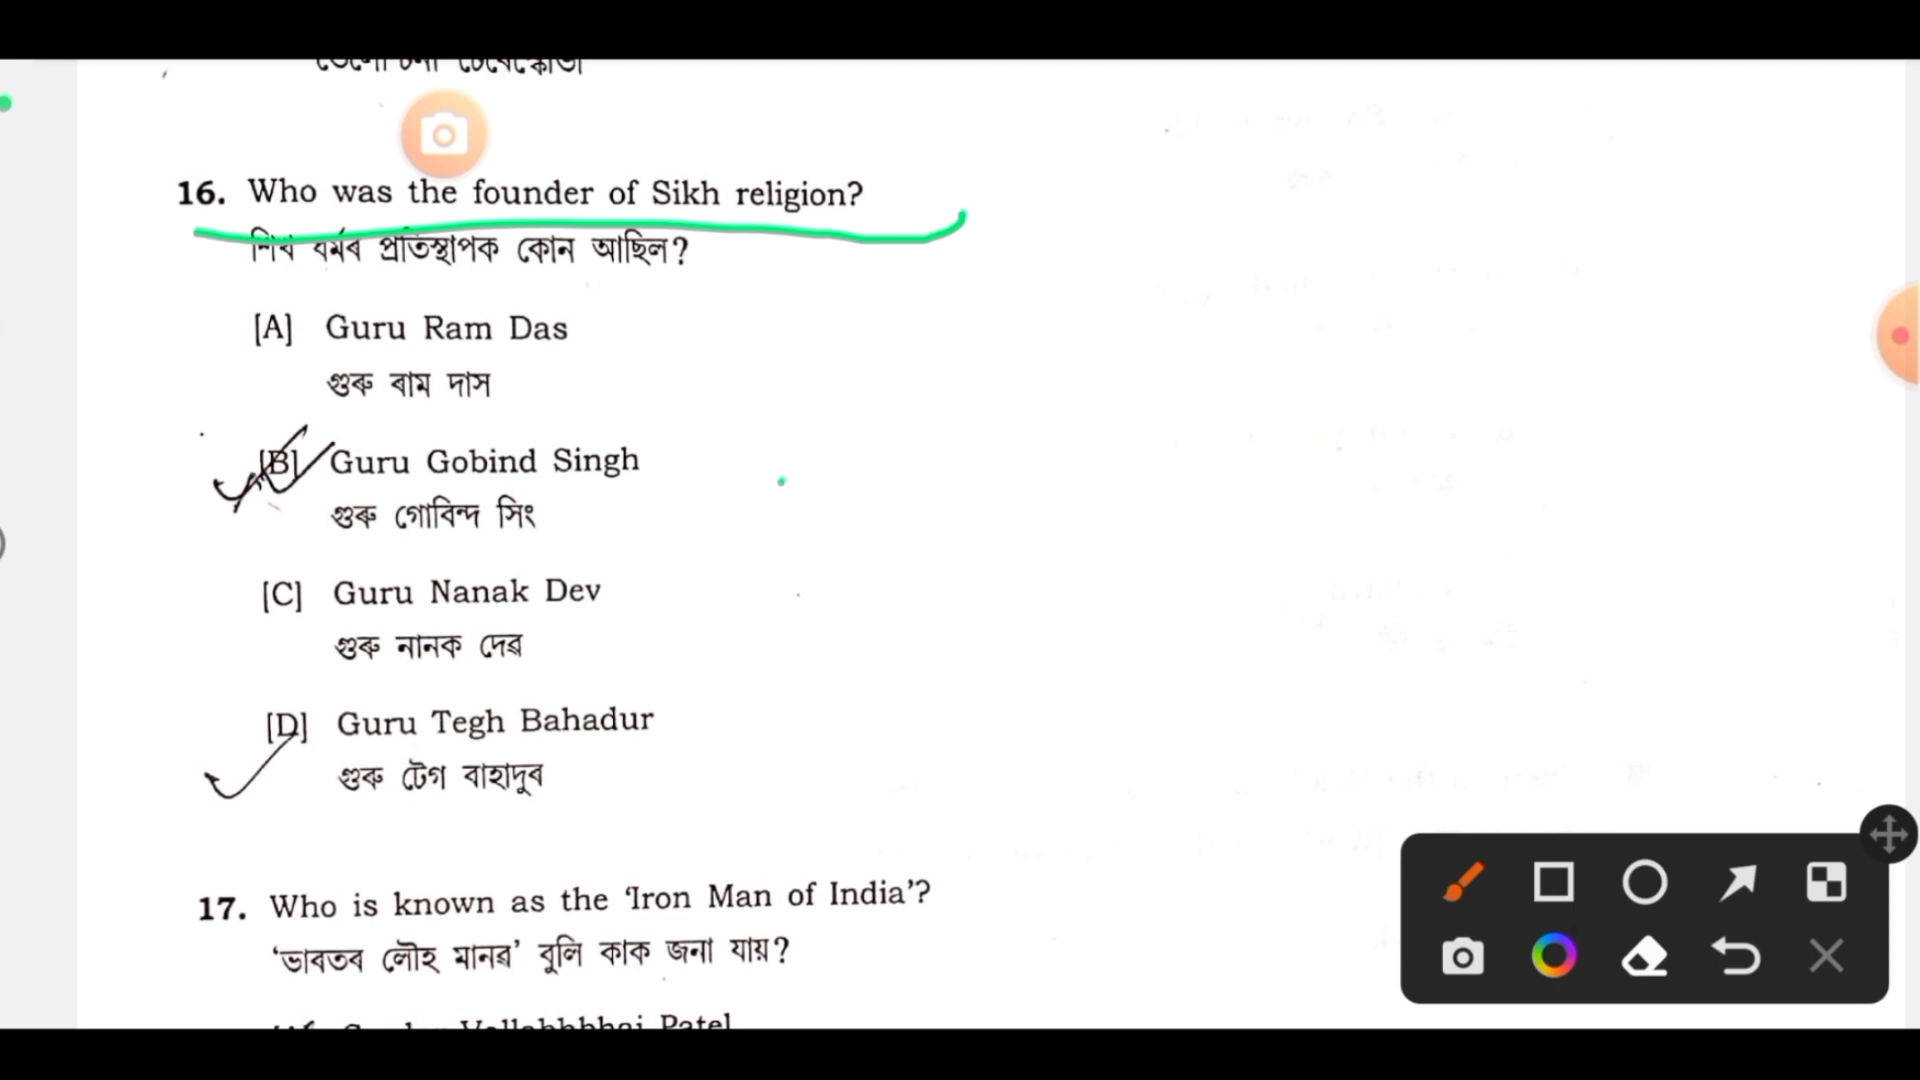 16. Who was the founder of Sikh religion?
শিখ ধৰ্মৰ প্ৰতিস্থাপক কোন আছিল?
[A] Guru Ram Das
গুৰু ৰাম দাস
[B] Guru Gobind Singh
গুৰু গোবিন্দ সিং
[C] Guru Nanak Dev
গুৰু নানক দেৱ
[D] Guru Tegh Bahadur
গুৰু টেগ বাহাদুৰ
17. Who is known as the ‘Iron Man of India’?
‘ভাৰতৰ লৌহ মানৱ’ বুলি কাক জনা যায়?
Patel